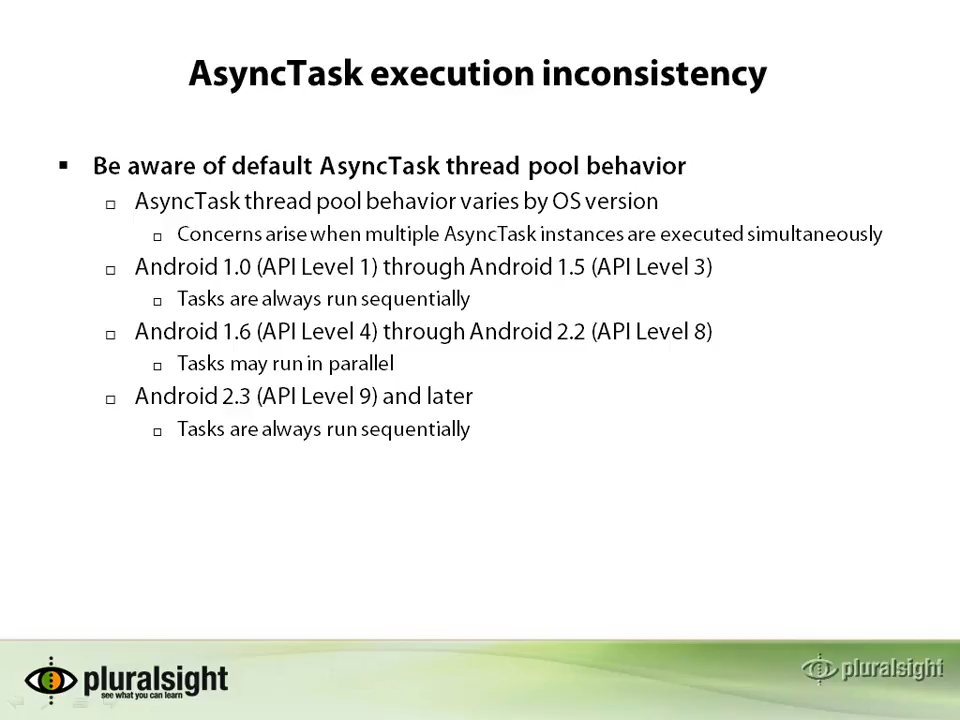 AsyncTask execution inconsistency
Be aware of default AsyncTask thread pool behavior
AsyncTask thread pool behavior varies by OS version
Concerns arise when multiple AsyncTask instances are executed simultaneously
Android 1.0 (API Level 1) through Android 1.5 (API Level 3)
Tasks are always run sequentially
Android 1.6 (API Level 4) through Android 2.2 (API Level 8)
Tasks may run in parallel
Android 2.3 (API Level 9) and later
Tasks are always run sequentially
pluralsight
see what you can learn
pluralsight